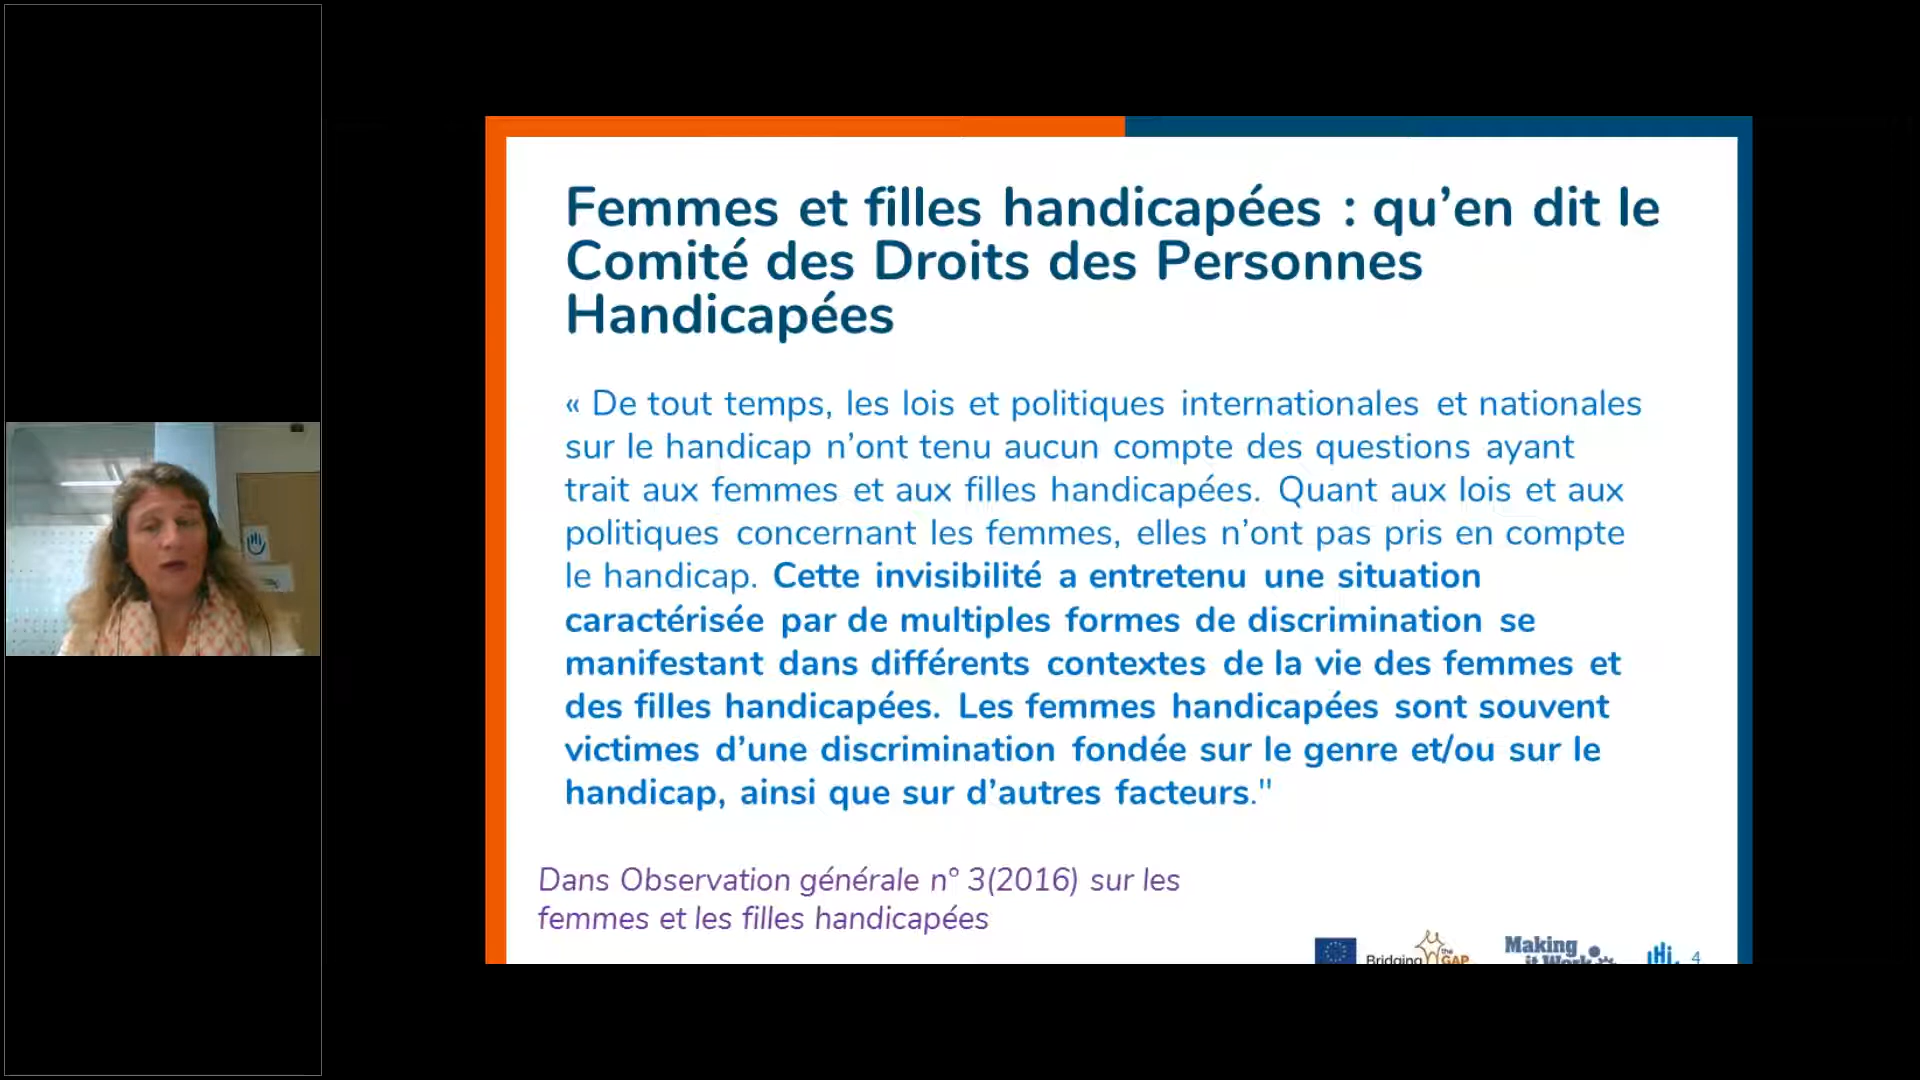 Femmes et filles handicapées : qu’en dit le
Comité des Droits des Personnes
Handicapées
« De tout temps, les lois et politiques internationales et nationales
sur le handicap n’ont tenu aucun compte des questions ayant
trait aux femmes et aux filles handicapées. Quant aux lois et aux
politiques concernant les femmes, elles n’ont pas pris en compte
le handicap. Cette invisibilité a entretenu une situation
caractérisée par de multiples formes de discrimination se
manifestant dans différents contextes de la vie des femmes et
des filles handicapées. Les femmes handicapées sont souvent
victimes d’une discrimination fondée sur le genre et/ou sur le
handicap, ainsi que sur d’autres facteurs."
Dans Observation générale n° 3(2016) sur les
femmes et les filles handicapées
Bridging the GAP
Making
it Work
4